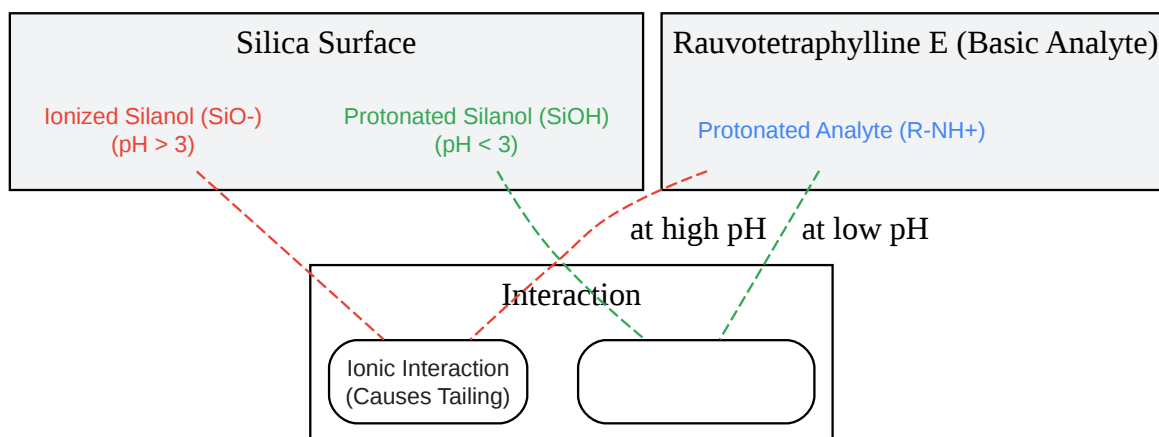 Silica Surface
Rauvotetraphylline E (Basic Analyte)
Ionized Silanol (SiO-)
(pH > 3)
Protonated Silanol (SiOH)
(pH < 3)
Protonated Analyte (R-NH+)
at high pH
at low pH
Interaction
Ionic Interaction
(Causes Tailing)